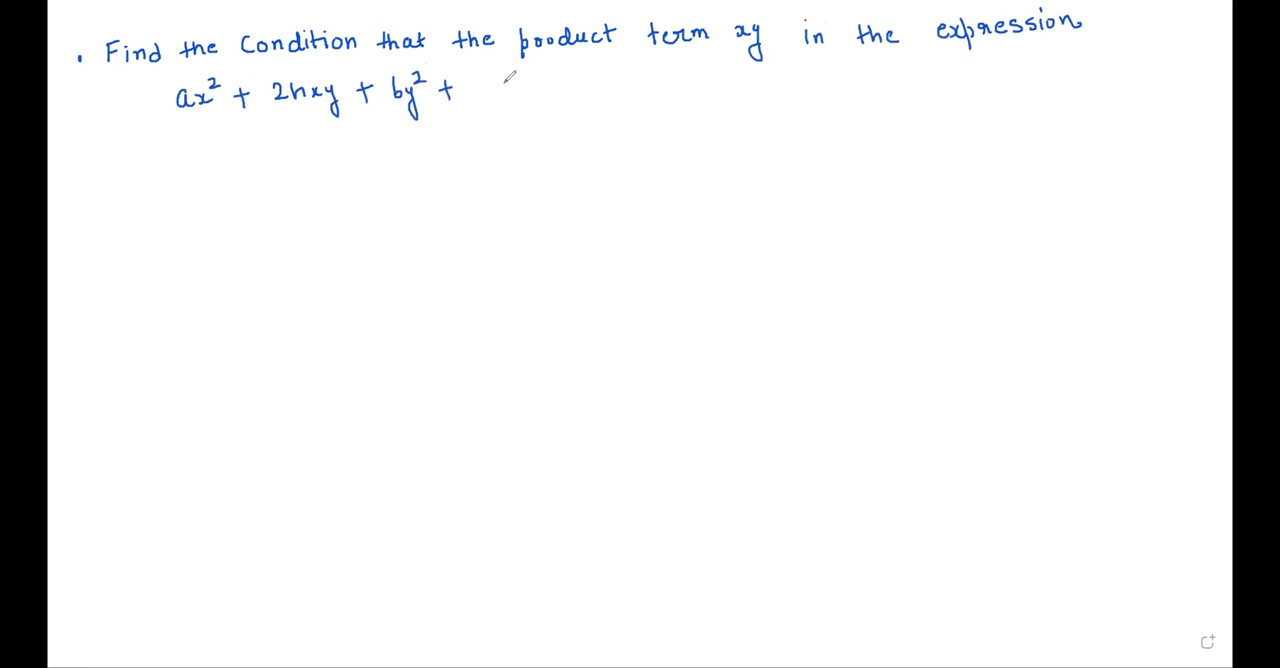 . Find the Condition that the product term xy in the expression
ax² + 2hxy + by² +